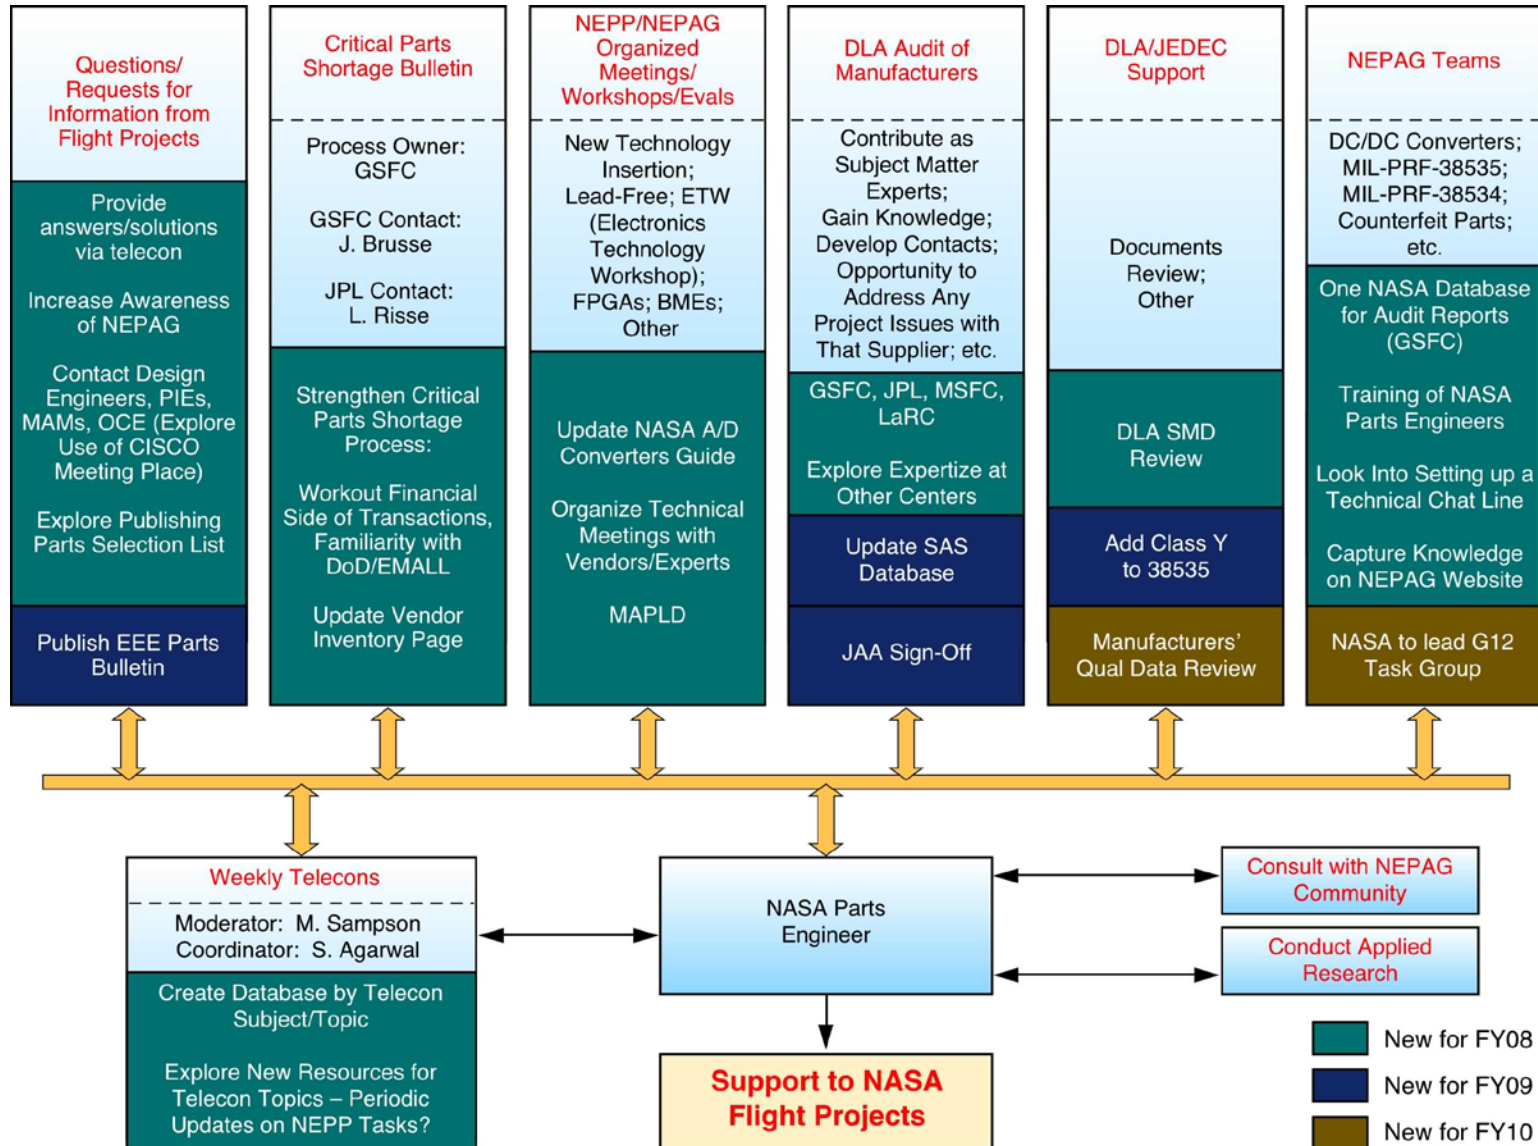 Questions/
Requests for
Information from
Flight Projects
Provide
answers/solutions
via telecon
Increase Awareness
of NEPAG
Contact Design
Engineers, PIEs,
MAMs, OCE (Explore
Use of CISCO
Meeting Place)
Explore Publishing
Parts Selection List
Publish EEE Parts
Bulletin
Critical Parts
Shortage Bulletin
Process Owner:
GSFC
GSFC Contact:
J. Brusse
JPL Contact:
L. Risse
Strengthen Critical
Parts Shortage
Process:
Workout Financial
Side of Transactions,
Familiarity with
DoD/EMALL
Update Vendor
Inventory Page
NEPP/NEPAG
Organized
Meetings/
Workshops/Evals
New Technology
Insertion;
Lead-Free; ETW
(Electronics
Technology
Workshop);
FPGAs; BMEs;
Other
Update NASA A/D
Converters Guide
Organize Technical
Meetings with
Vendors/Experts
MAPLD
DLA Audit of
Manufacturers
Contribute as
Subject Matter
Experts;
Gain Knowledge;
Develop Contacts;
Opportunity to
Address Any
Project Issues with
That Supplier; etc.
GSFC, JPL, MSFC,
LaRC
Explore Expertize at
Other Centers
Update SAS
Database
JAA Sign-Off
DLA/JEDEC
Support
Documents
Review;
Other
DLA SMD
Review
Add Class Y
to 38535
Manufacturers'
Qual Data Review
NEPAG Teams
DC/DC Converters;
MIL-PRF-38535;
MIL-PRF-38534;
Counterfeit Parts;
etc.
One NASA Database
for Audit Reports
(GSFC)
Training of NASA
Parts Engineers
Look Into Setting up a
Technical Chat Line
Capture Knowledge
on NEPAG Website
NASA to lead G12
Task Group
Weekly Telecons
Moderator: M. Sampson
Coordinator: S. Agarwal
Create Database by Telecon
Subject/Topic
Explore New Resources for
Telecon Topics – Periodic
Updates on NEPP Tasks?
NASA Parts
Engineer
Support to NASA
Flight Projects
Consult with NEPAG
Community
Conduct Applied
Research
New for FY08
New for FY09
New for FY10